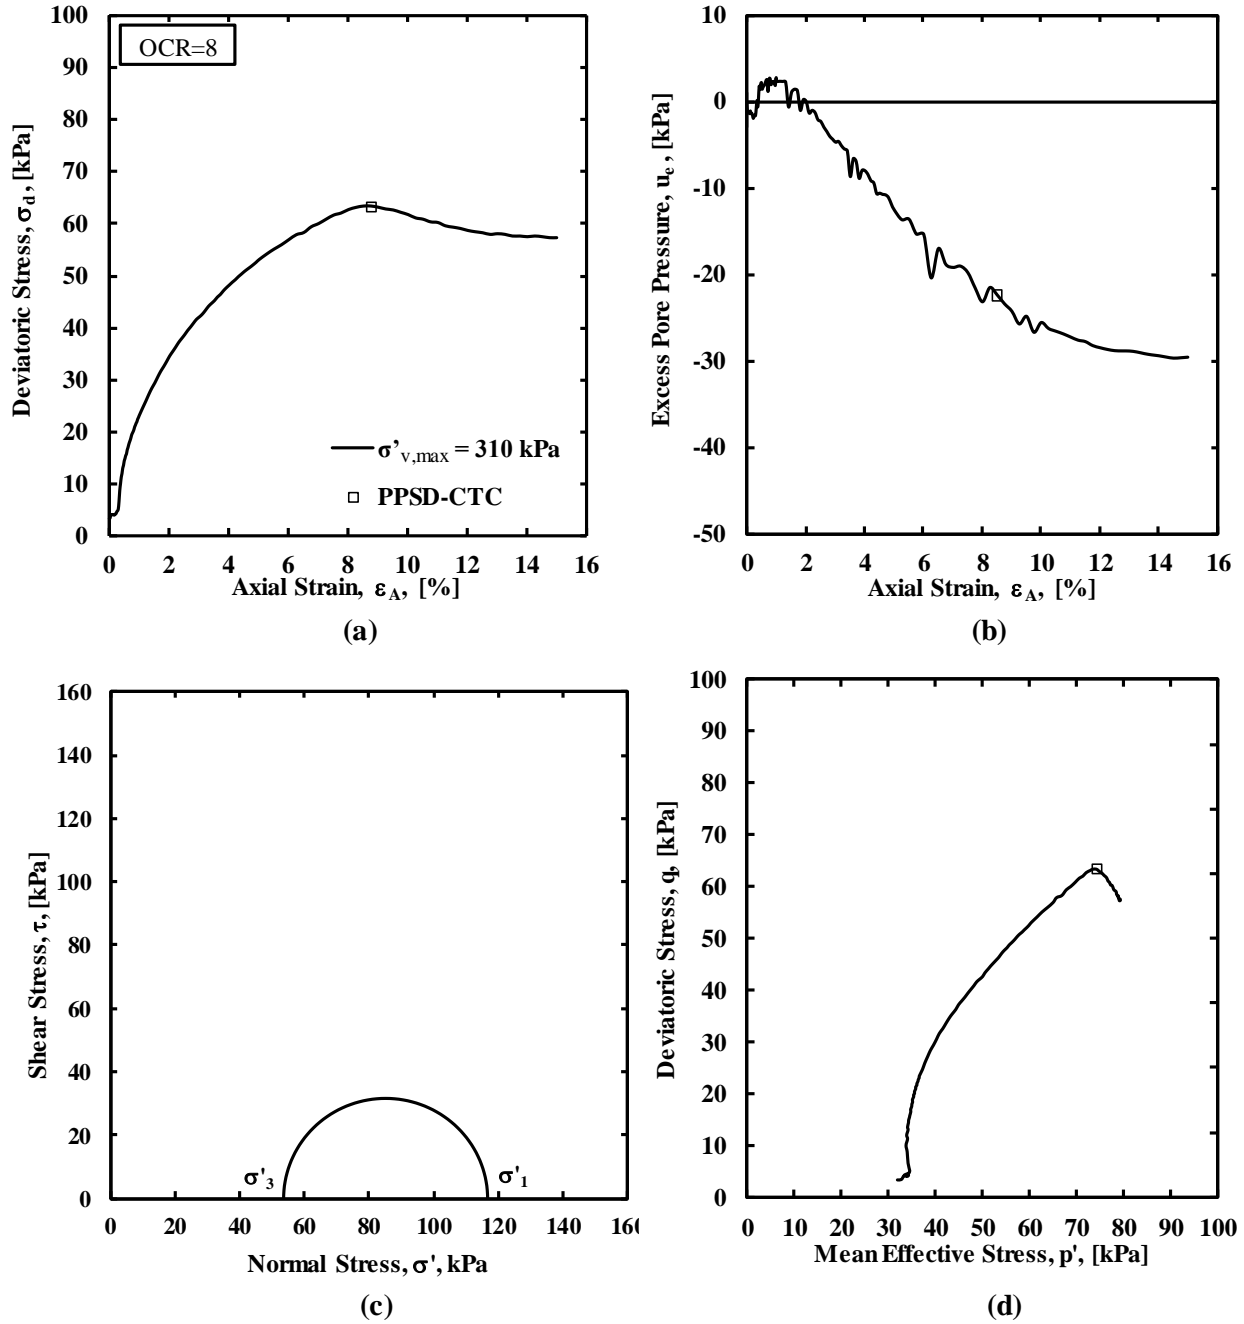 100
90
80
70
60
50
40
30
20
10
0
OCR=8
Deviatoric Stress, σd, [kPa]
σ'v,max = 310 kPa
PPSD-CTC
0 2 4 6 8 10 12 14 16
Axial Strain, εA, [%]
(a)
10
0
-10
-20
-30
-40
-50
Excess Pore Pressure, ue, [kPa]
0 2 4 6 8 10 12 14 16
Axial Strain, εA, [%]
(b)
160
140
120
100
80
60
40
20
0
Shear Stress, τ, [kPa]
σ'3
σ'1
0 20 40 60 80 100 120 140 160
Normal Stress, σ', kPa
(c)
100
90
80
70
60
50
40
30
20
10
0
Deviatoric Stress, q, [kPa]
0 10 20 30 40 50 60 70 80 90 100
Mean Effective Stress, p', [kPa]
(d)